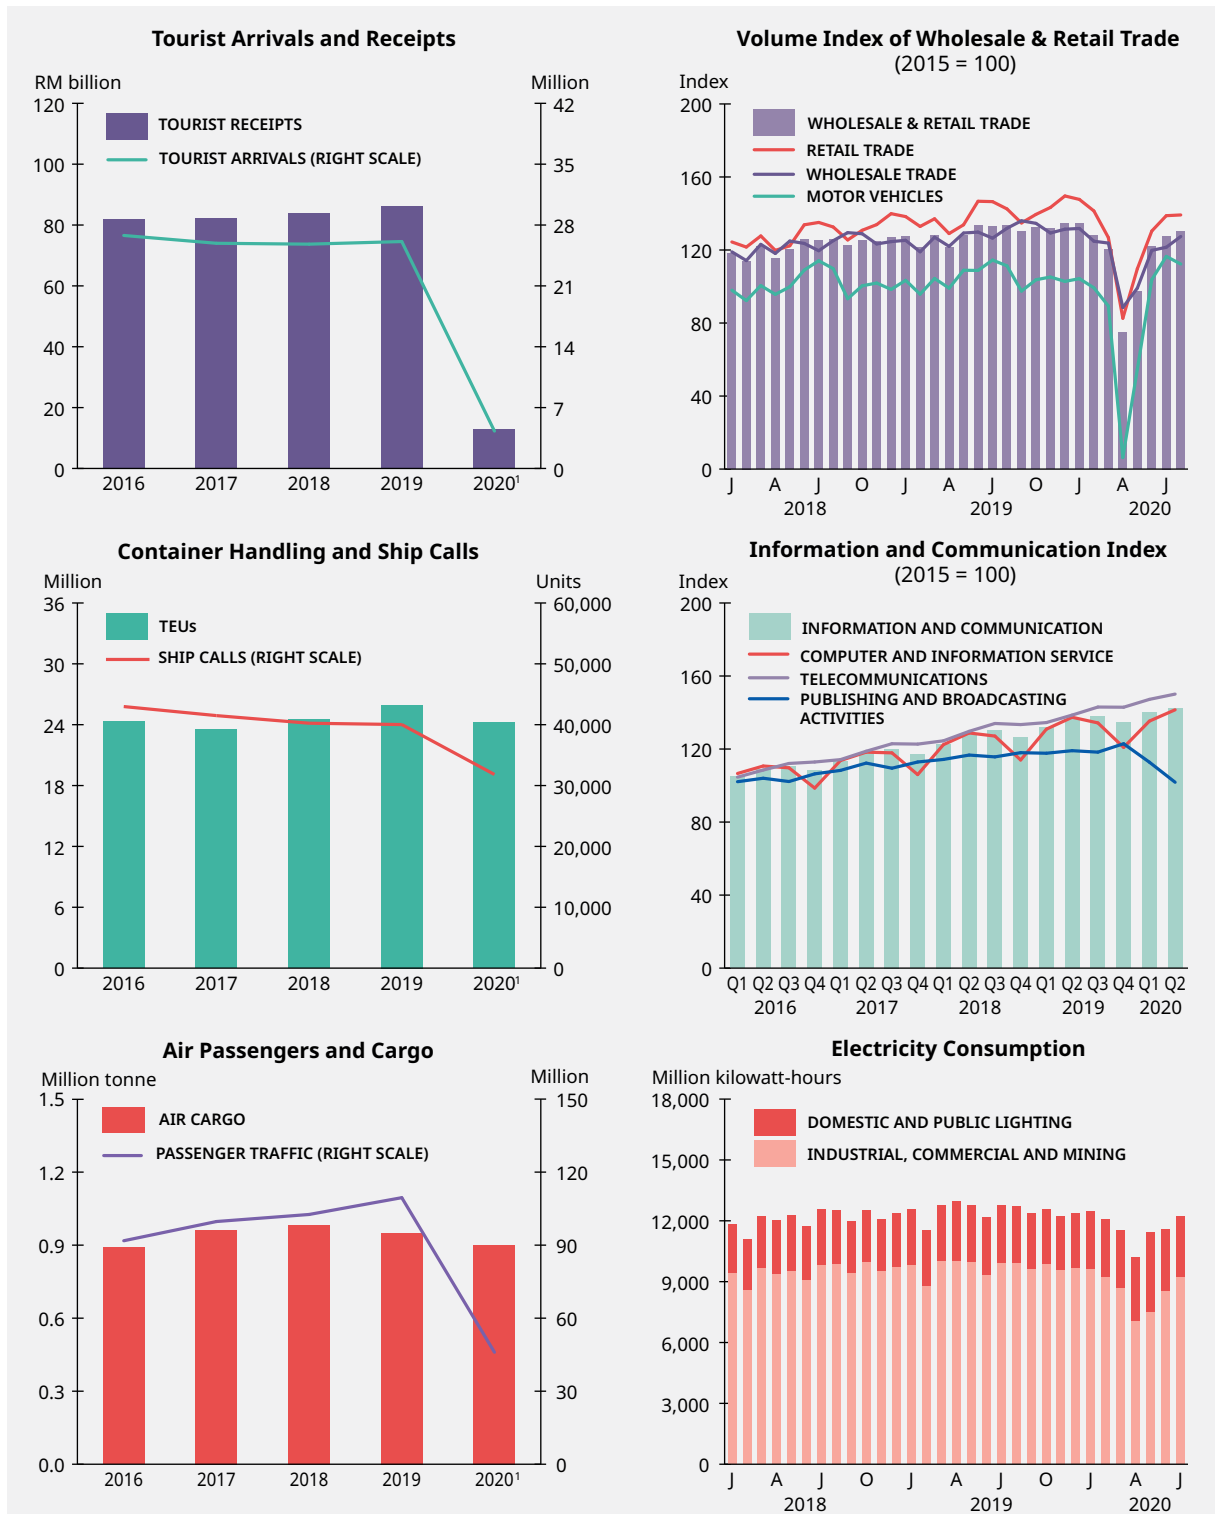 Tourist Arrivals and Receipts
RM billion
Million
120
100
80
60
40
20
0
42
35
28
21
14
7
0
TOURIST RECEIPTS
TOURIST ARRIVALS (RIGHT SCALE)
2016 2017 2018 2019 2020¹
Volume Index of Wholesale & Retail Trade
(2015 = 100)
Index
200
160
120
80
40
0
WHOLESALE & RETAIL TRADE
RETAIL TRADE
WHOLESALE TRADE
MOTOR VEHICLES
J A J O J A J O J A J
2018 2019 2020
Container Handling and Ship Calls
Million
Units
36
30
24
18
12
6
0
60,000
50,000
40,000
30,000
20,000
10,000
0
TEUs
SHIP CALLS (RIGHT SCALE)
2016 2017 2018 2019 2020¹
Information and Communication Index
(2015 = 100)
Index
200
160
120
80
40
0
INFORMATION AND COMMUNICATION
COMPUTER AND INFORMATION SERVICE
TELECOMMUNICATIONS
PUBLISHING AND BROADCASTING
ACTIVITIES
Q1 Q2 Q3 Q4 Q1 Q2 Q3 Q4 Q1 Q2 Q3 Q4 Q1 Q2 Q3 Q4 Q1 Q2
2016 2017 2018 2019 2020
Air Passengers and Cargo
Million tonne
Million
1.5
1.2
0.9
0.6
0.3
0.0
150
120
90
60
30
0
AIR CARGO
PASSENGER TRAFFIC (RIGHT SCALE)
2016 2017 2018 2019 2020¹
Electricity Consumption
Million kilowatt-hours
18,000
15,000
12,000
9,000
6,000
3,000
0
DOMESTIC AND PUBLIC LIGHTING
INDUSTRIAL, COMMERCIAL AND MINING
J A J O J A J O J A J
2018 2019 2020